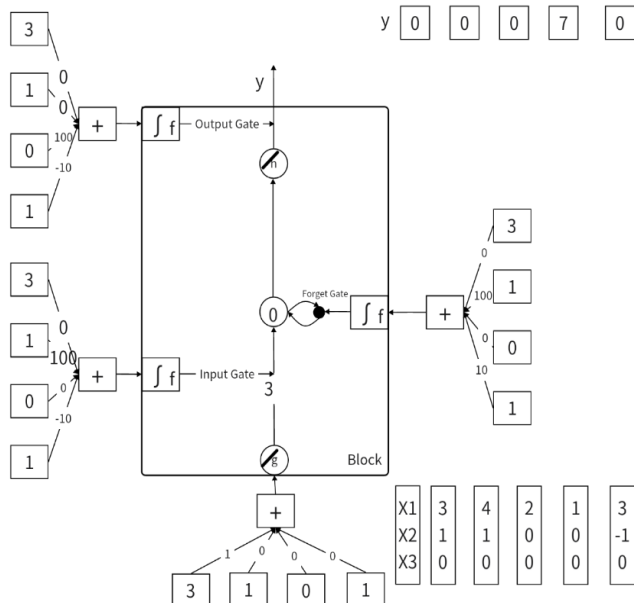 y 0 0 0 7 0
3
1
0
1
0
0
100
-10
+
∫ f
Output Gate
y
h
3
1
0
1
0
100
0
-10
+
∫ f
Input Gate
3
0
Forget Gate
∫ f
+
3
1
0
1
0
100
0
10
g
Block
+
1 0 0 0
3 1 0 1
X1 3 4 2 1 3
X2 1 1 0 0 -1
X3 0 0 0 0 0